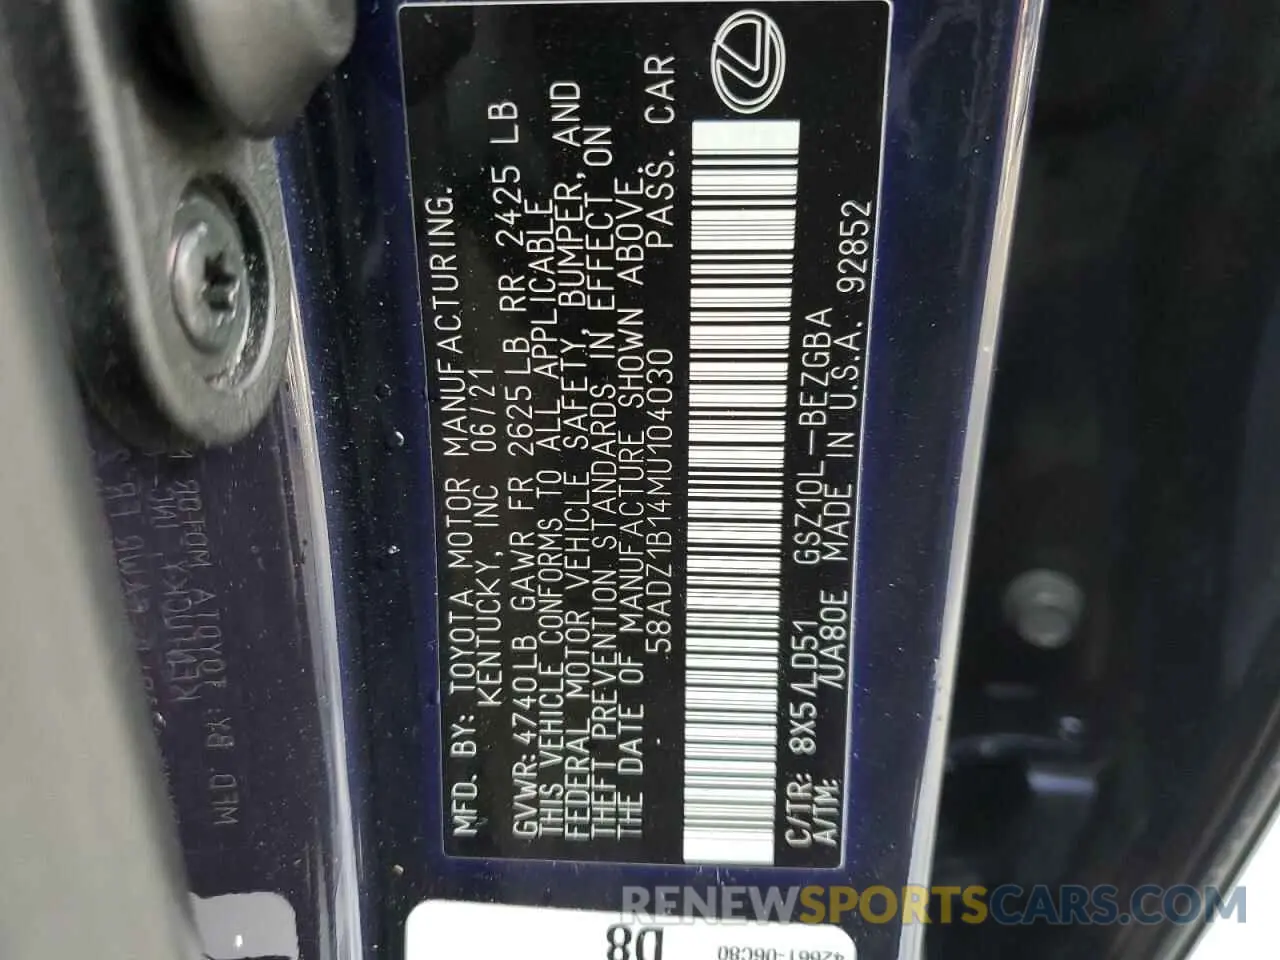 MFD. BY: TOYOTA MOTOR MANUFACTURING.
KENTUCKY, INC 06/21
GVWR: 4740LB GAWR FR 2625LB RR 2425 LB
THIS VEHICLE CONFORMS TO ALL APPLICABLE
FEDERAL MOTOR VEHICLE SAFETY, BUMPER, AND
THEFT PREVENTION STANDARDS IN EFFECT ON
THE DATE OF MANUFACTURE SHOWN ABOVE.
58ADZ1B14MU104030 PASS. CAR
C/TR: 8X5/LD51 GSZ10L-BEZGBA
A/TM: /UA80E MADE IN U.S.A. 92852
D8
42661-06C80
RENEWSPORTSCARS.COM